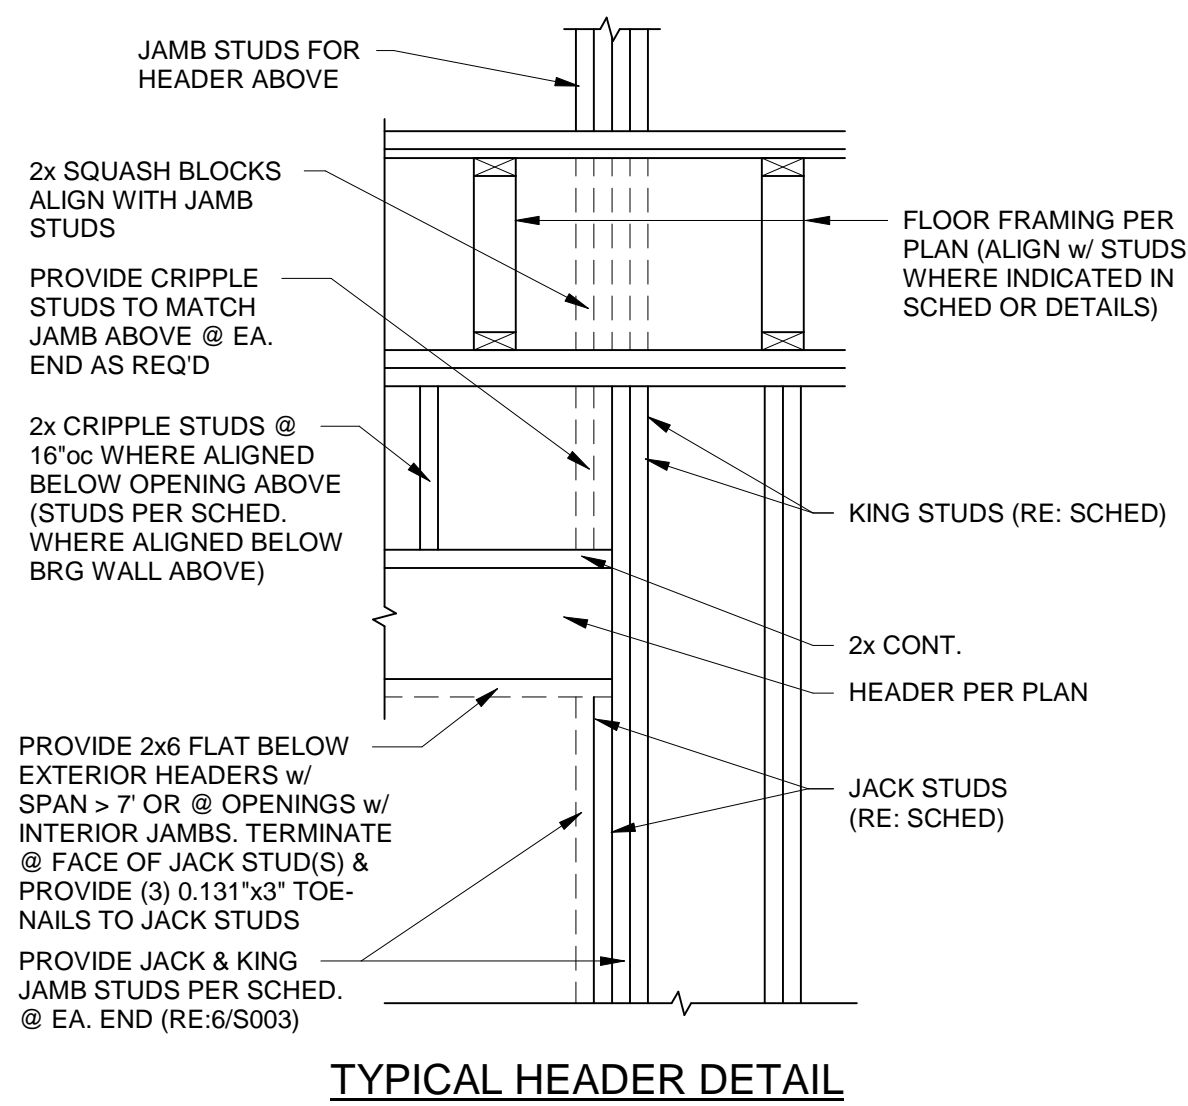 JAMB STUDS FOR
HEADER ABOVE
2x SQUASH BLOCKS
ALIGN WITH JAMB
STUDS
PROVIDE CRIPPLE
STUDS TO MATCH
JAMB ABOVE @ EA.
END AS REQ'D
2x CRIPPLE STUDS @
16"oc WHERE ALIGNED
BELOW OPENING ABOVE
(STUDS PER SCHED.
WHERE ALIGNED BELOW
BRG WALL ABOVE)
PROVIDE 2x6 FLAT BELOW
EXTERIOR HEADERS w/
SPAN > 7' OR @ OPENINGS w/
INTERIOR JAMBS. TERMINATE
@ FACE OF JACK STUD(S) &
PROVIDE (3) 0.131"x3" TOE-
NAILS TO JACK STUDS
PROVIDE JACK & KING
JAMB STUDS PER SCHED.
@ EA. END (RE:6/S003)
FLOOR FRAMING PER
PLAN (ALIGN w/ STUDS
WHERE INDICATED IN
SCHED OR DETAILS)
KING STUDS (RE: SCHED)
2x CONT.
HEADER PER PLAN
JACK STUDS
(RE: SCHED)
TYPICAL HEADER DETAIL